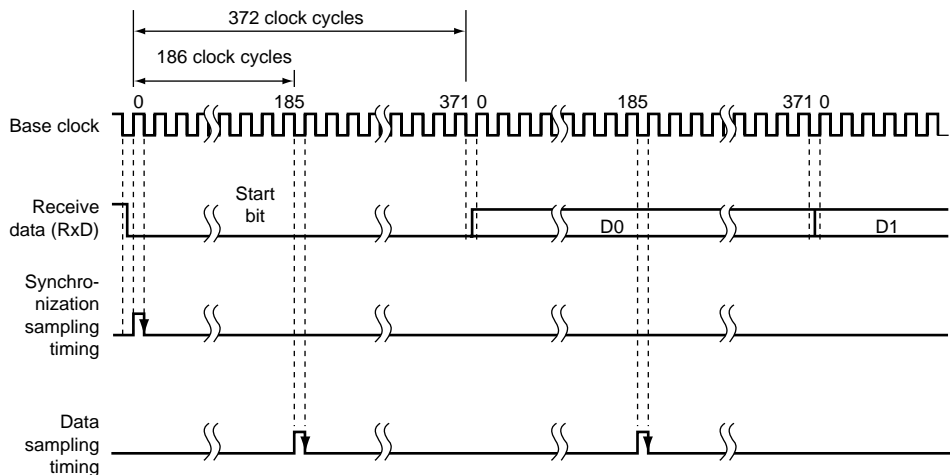 372 clock cycles
186 clock cycles
0 185 371 0 185 371 0
Base clock
Receive
data (RxD)
Start
bit
D0 D1
Synchro-
nization
sampling
timing
Data
sampling
timing